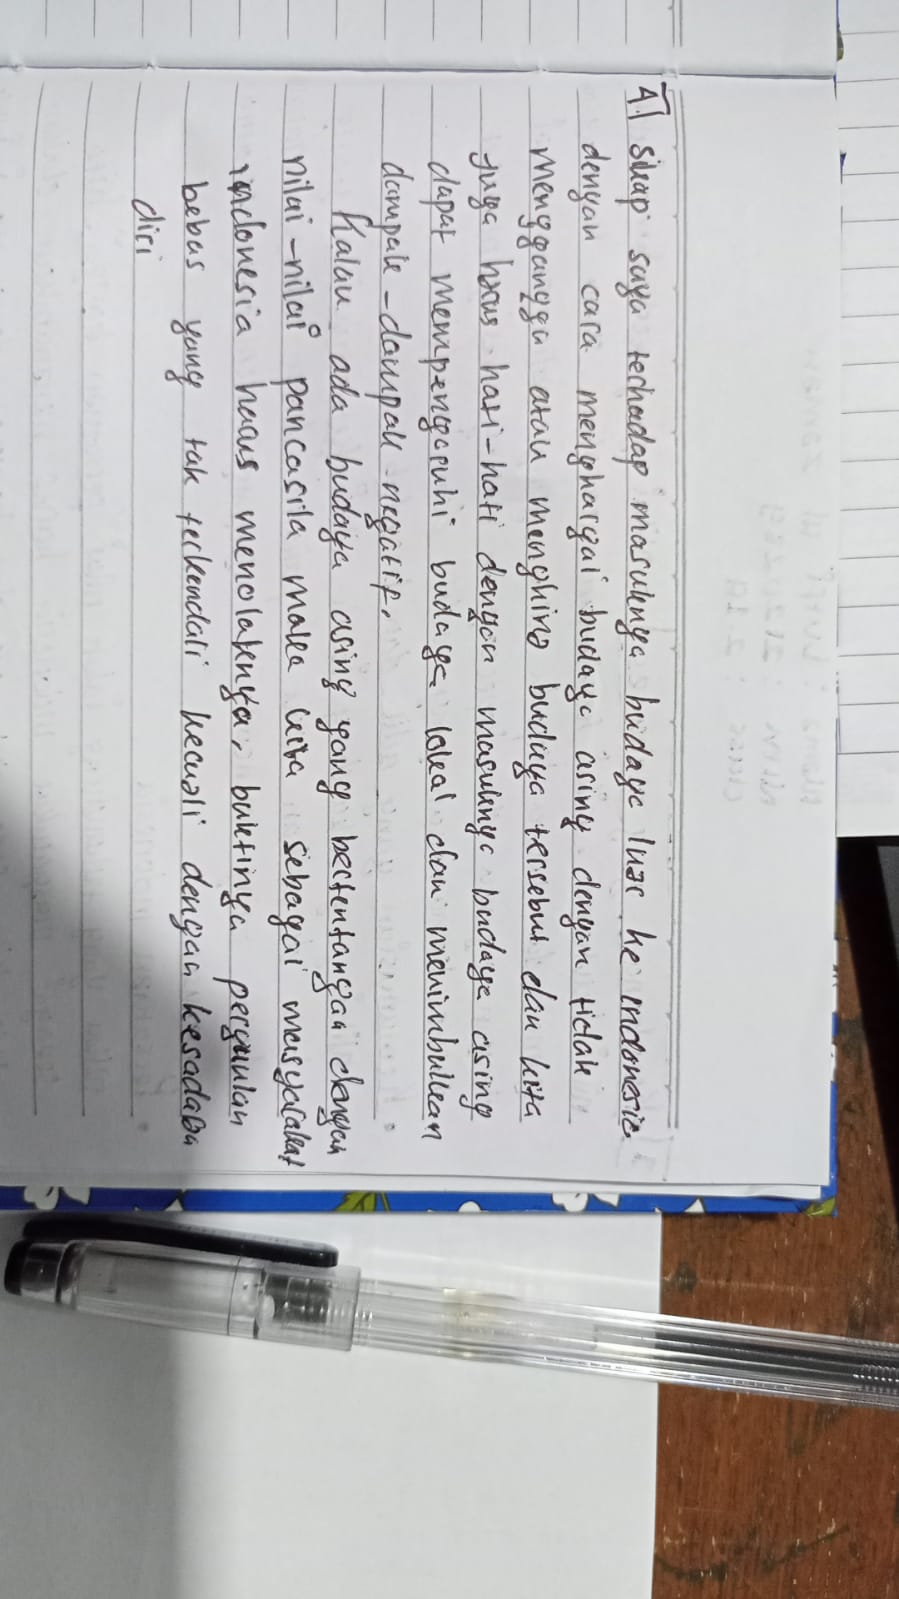 4.) Sikap saya terhadap masuknya budaya luar ke indonesia
dengan cara menghargai budaya asing dengan tidak
menggangga atau menghina budaya tersebut dan kita
juga harus hati-hati dengan masuknya budaya asing
dapat mempengaruhi budaya lokal dan menimbulkan
dampak-dampak negatif.
Kalau ada budaya asing yang bertentangan dengan
nilai-nilai pancasila maka kita sebagai masyarakat
indonesia harus menolaknya, buktinya pergaulan
bebas yang tak terkendali kecuali dengan kesadaran
diri